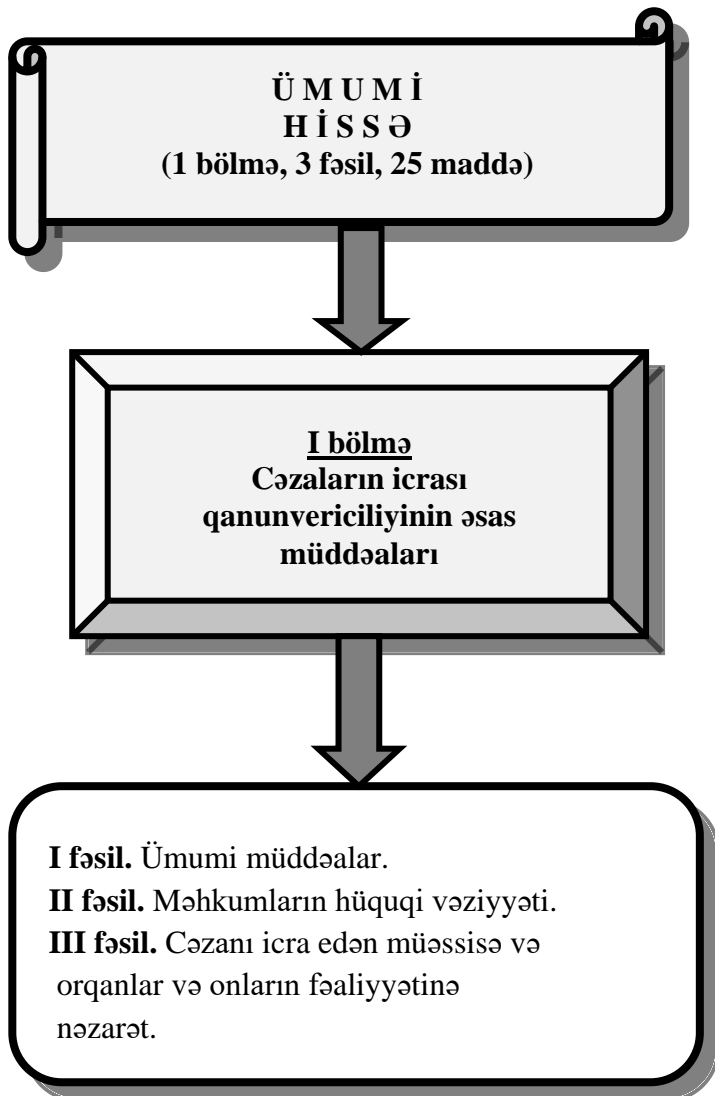 Ü M U M İ
H İ S S Ə
(1 bölmə, 3 fəsil, 25 maddə)
I bölmə
Cəzaların icrası
qanunvericiliyinin əsas
müddəaları
I fəsil. Ümumi müddəalar.
II fəsil. Məhkumların hüquqi vəziyyəti.
III fəsil. Cəzanı icra edən müəssisə və
orqanlar və onların fəaliyyətinə
nəzarət.